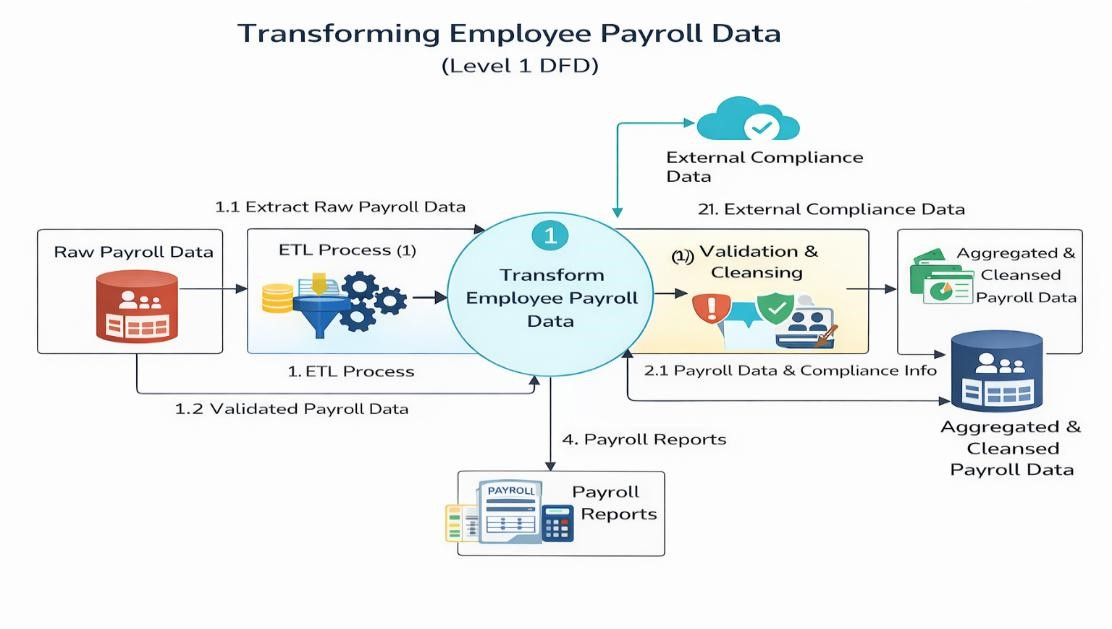 Transforming Employee Payroll Data
(Level 1 DFD)
External Compliance
Data
1.1 Extract Raw Payroll Data
21. External Compliance Data
Raw Payroll Data
ETL Process (1)
1
Transform
Employee Payroll
Data
(1) Validation &
Cleansing
Aggregated &
Cleansed
Payroll Data
1. ETL Process
2.1 Payroll Data & Compliance Info
1.2 Validated Payroll Data
Aggregated &
Cleansed
Payroll Data
4. Payroll Reports
PAYROLL
Payroll
Reports